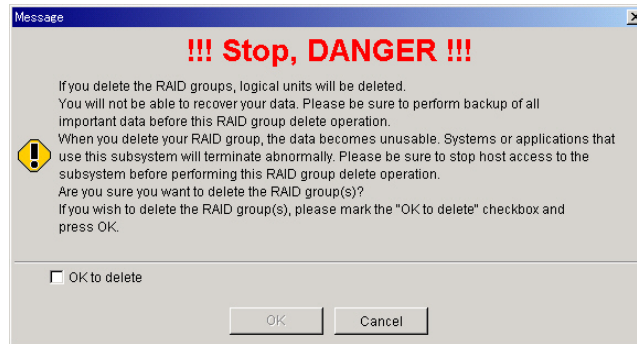 Message
!!! Stop, DANGER !!!
If you delete the RAID groups, logical units will be deleted.
You will not be able to recover your data. Please be sure to perform backup of all
important data before this RAID group delete operation.
When you delete your RAID group, the data becomes unusable. Systems or applications that
use this subsystem will terminate abnormally. Please be sure to stop host access to the
subsystem before performing this RAID group delete operation.
Are you sure you want to delete the RAID group(s)?
If you wish to delete the RAID group(s), please mark the "OK to delete" checkbox and
press OK.
OK to delete
OK
Cancel